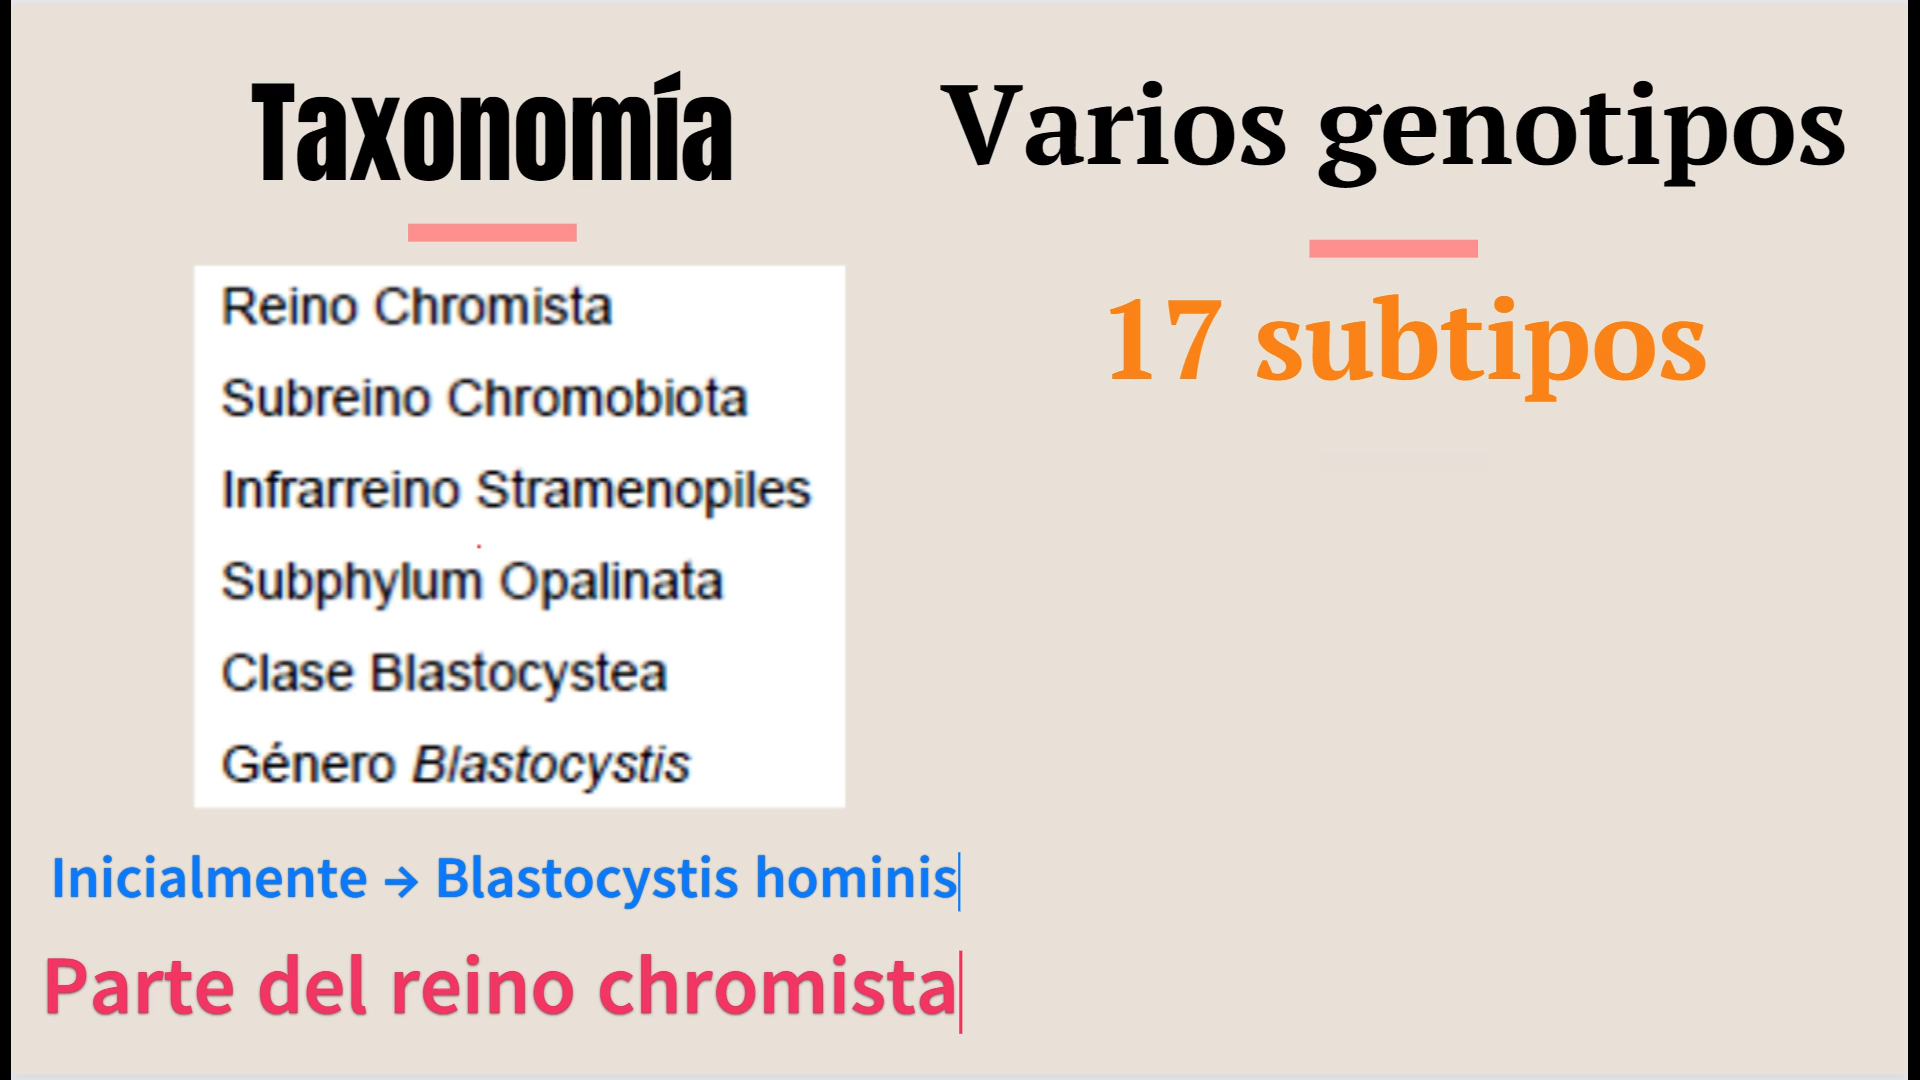 Taxonomía
Reino Chromista
Subreino Chromobiota
Infrarreino Stramenopiles
Subphylum Opalinata
Clase Blastocystea
Género Blastocystis
Inicialmente → Blastocystis hominis
Parte del reino chromista
Varios genotipos
17 subtipos